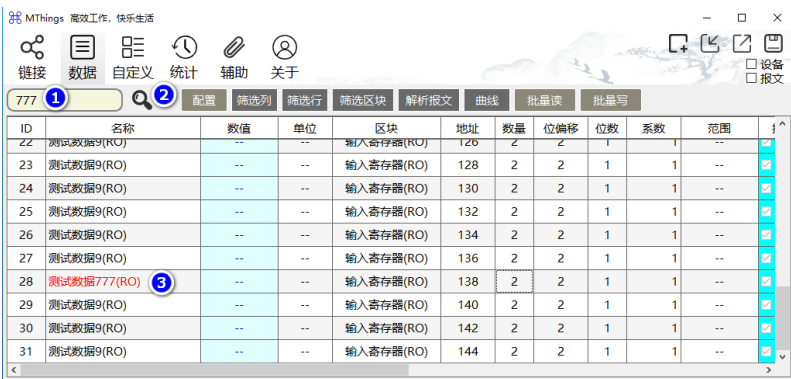 MThings 高效工作，快乐生活
链接 数据 自定义 统计 辅助 关于
设备
报文
777 1 2 配置 筛选列 筛选行 筛选区块 解析报文 曲线 批量读 批量写
ID 名称 数值 单位 区块 地址 数量 位偏移 位数 系数 范围
22 测试数据9(RO) -- -- 输入寄存器(RO) 126 2 2 1 1 --
23 测试数据9(RO) -- -- 输入寄存器(RO) 128 2 2 1 1 --
24 测试数据9(RO) -- -- 输入寄存器(RO) 130 2 2 1 1 --
25 测试数据9(RO) -- -- 输入寄存器(RO) 132 2 2 1 1 --
26 测试数据9(RO) -- -- 输入寄存器(RO) 134 2 2 1 1 --
27 测试数据9(RO) -- -- 输入寄存器(RO) 136 2 2 1 1 --
28 测试数据777(RO) 3 -- -- 输入寄存器(RO) 138 2 2 1 1 --
29 测试数据9(RO) -- -- 输入寄存器(RO) 140 2 2 1 1 --
30 测试数据9(RO) -- -- 输入寄存器(RO) 142 2 2 1 1 --
31 测试数据9(RO) -- -- 输入寄存器(RO) 144 2 2 1 1 --